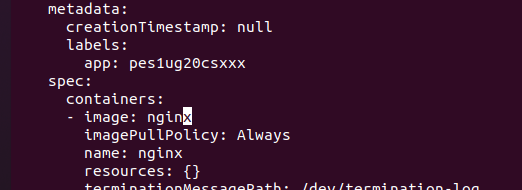 metadata:
  creationTimestamp: null
  labels:
    app: pes1ug20csxxx
spec:
  containers:
  - image: nginx
    imagePullPolicy: Always
    name: nginx
    resources: {}
    terminationMessagePath: /dev/termination-log